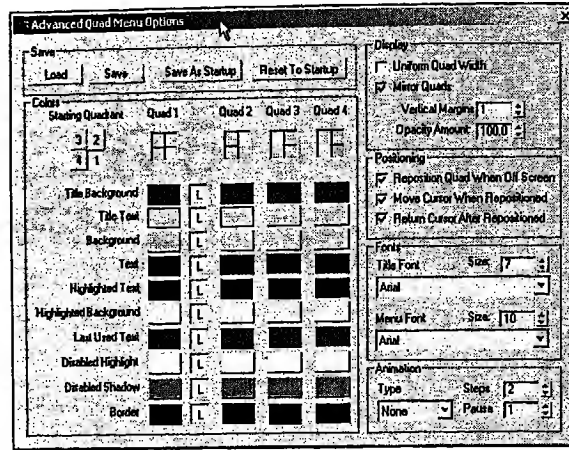 Advanced Quad Menu Options
Save
Load Save Save As Startup Reset To Startup
Colors
Starting Quadrant Quad 1 Quad 2 Quad 3 Quad 4
3 2
4 1
Title Background L
Title Text L
Background L
Text L
Highlighted Text L
Highlighted Background L
Last Used Text L
Disabled Highlight L
Disabled Shadow L
Border L
Display
Uniform Quad Width
Mirror Quads
Vertical Margins 1
Opacity Amount 100.0
Positioning
Reposition Quad When Off Screen
Move Cursor When Repositioned
Return Cursor After Repositioned
Fonts
Title Font Size: 7
Arial
Menu Font Size: 10
Arial
Animation
Type Steps 2
None Pause 1